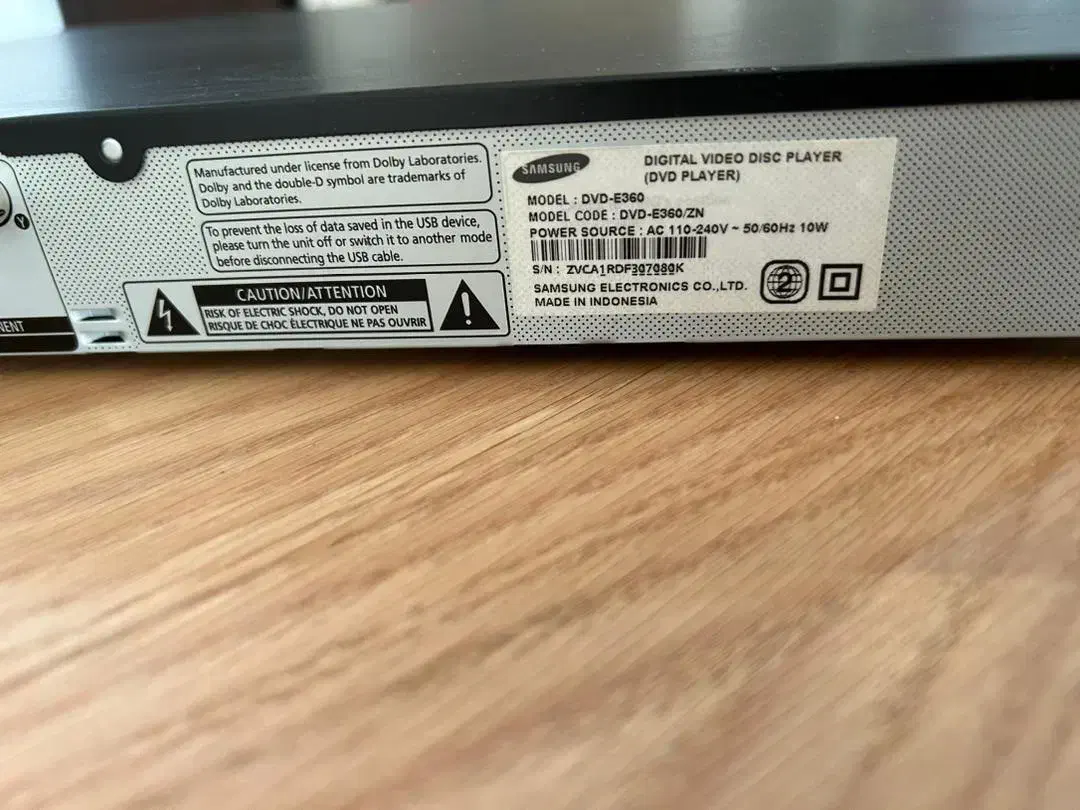 Manufactured under license from Dolby Laboratories.
Dolby and the double-D symbol are trademarks of
Dolby Laboratories.
To prevent the loss of data saved in the USB device,
please turn the unit off or switch it to another mode
before disconnecting the USB cable.
CAUTION/ATTENTION
RISK OF ELECTRIC SHOCK, DO NOT OPEN
RISQUE DE CHOC ÉLECTRIQUE NE PAS OUVRIR
Y
NENT
SAMSUNG
DIGITAL VIDEO DISC PLAYER
(DVD PLAYER)
MODEL : DVD-E360
MODEL CODE : DVD-E360/ZN
POWER SOURCE : AC 110-240V ~ 50/60Hz 10W
S/N : ZVCA1RDF307080K
SAMSUNG ELECTRONICS CO.,LTD.
MADE IN INDONESIA
2